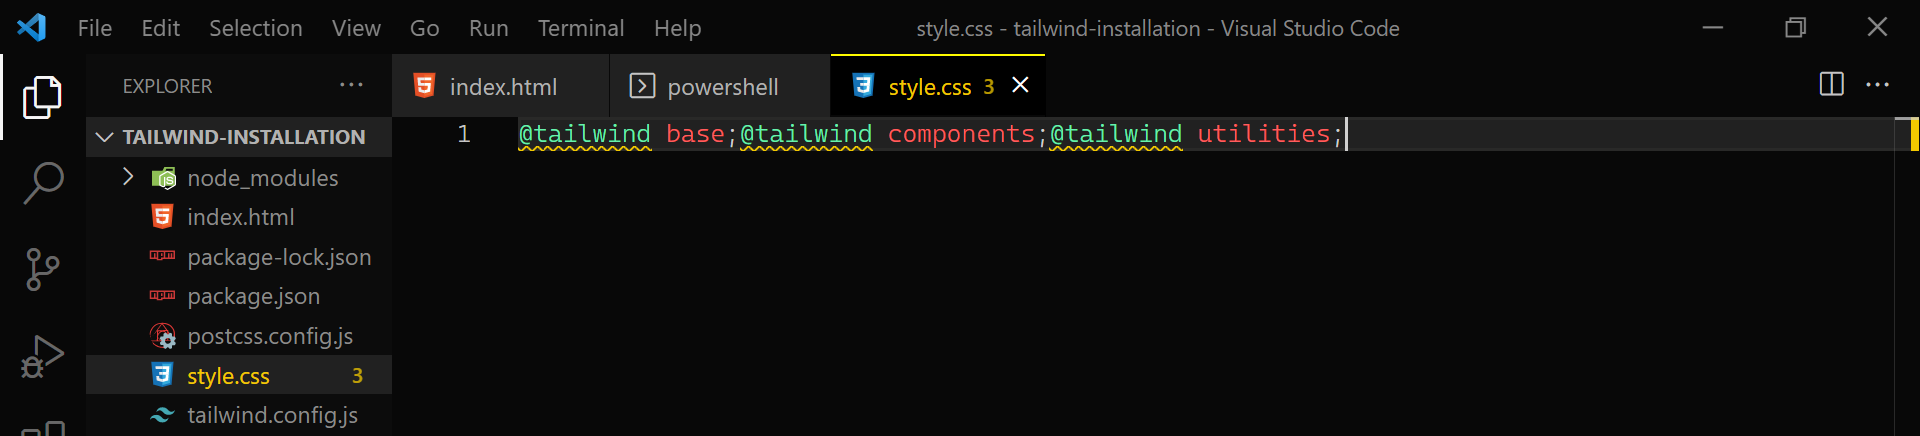 File Edit Selection View Go Run Terminal Help style.css - tailwind-installation - Visual Studio Code
EXPLORER index.html powershell style.css 3
TAILWIND-INSTALLATION
1 @tailwind base;@tailwind components;@tailwind utilities;
node_modules
index.html
package-lock.json
package.json
postcss.config.js
style.css 3
tailwind.config.js